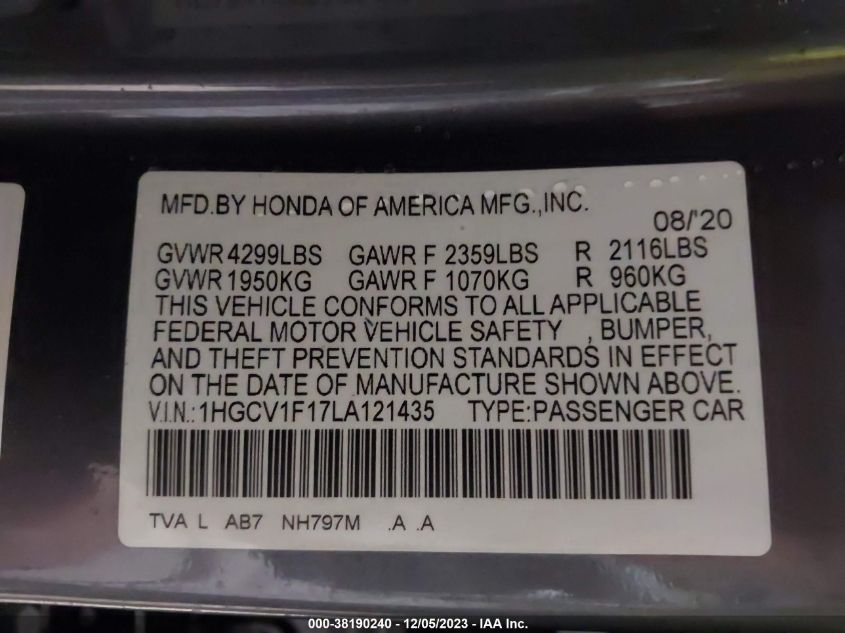 MFD.BY HONDA OF AMERICA MFG.,INC.
08/'20
GVWR 4299LBS GAWR F 2359LBS R 2116LBS
GVWR 1950KG GAWR F 1070KG R 960KG
THIS VEHICLE CONFORMS TO ALL APPLICABLE
FEDERAL MOTOR VEHICLE SAFETY , BUMPER,
AND THEFT PREVENTION STANDARDS IN EFFECT
ON THE DATE OF MANUFACTURE SHOWN ABOVE.
V.I.N.:1HGCV1F17LA121435 TYPE:PASSENGER CAR
TVA L AB7 NH797M .A .A
000-38190240 - 12/05/2023 - IAA Inc.